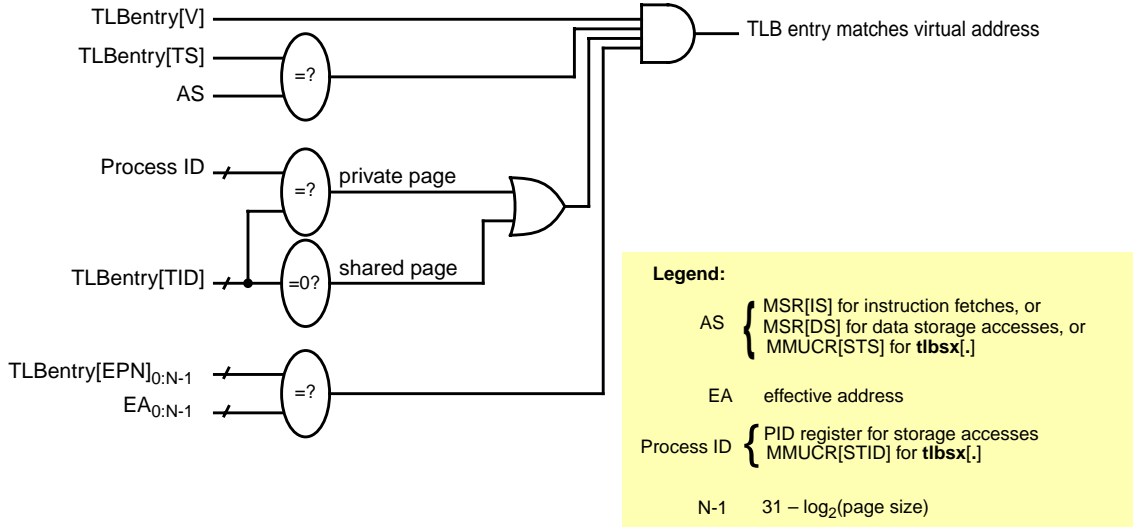 TLBentry[V]
TLB entry matches virtual address
TLBentry[TS]
=?
AS
Process ID
=?
private page
TLBentry[TID]
=0?
shared page
TLBentry[EPN]0:N-1
=?
EA0:N-1
Legend:
AS { MSR[IS] for instruction fetches, or
MSR[DS] for data storage accesses, or
MMUCR[STS] for tlbsx[.]
EA effective address
Process ID { PID register for storage accesses
MMUCR[STID] for tlbsx[.]
N-1 31 – log2(page size)